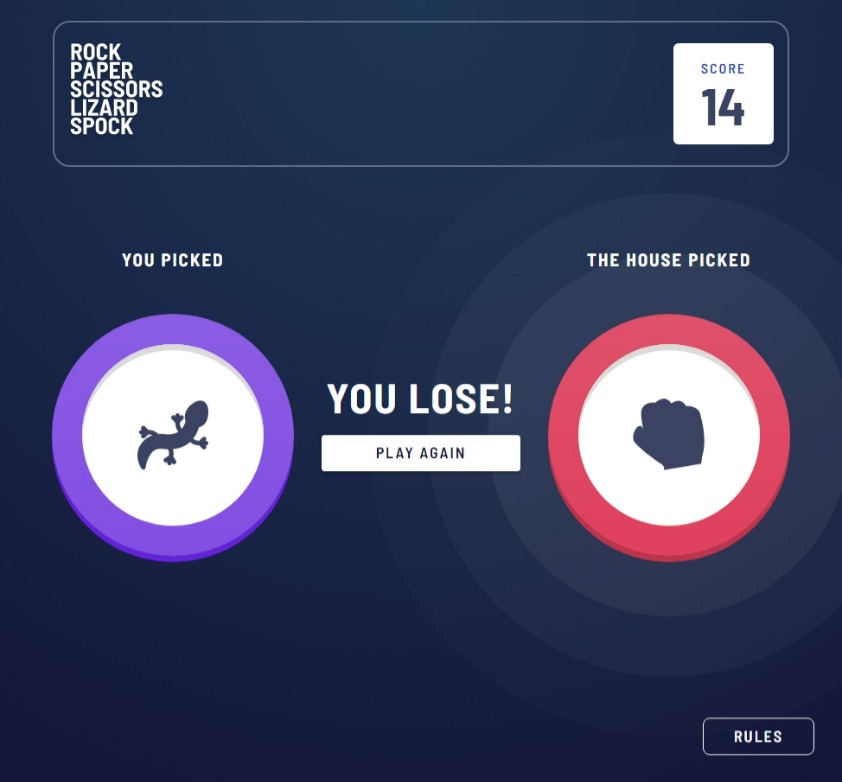 ROCK
PAPER
SCISSORS
LIZARD
SPOCK
SCORE
14
YOU PICKED
THE HOUSE PICKED
YOU LOSE!
PLAY AGAIN
RULES